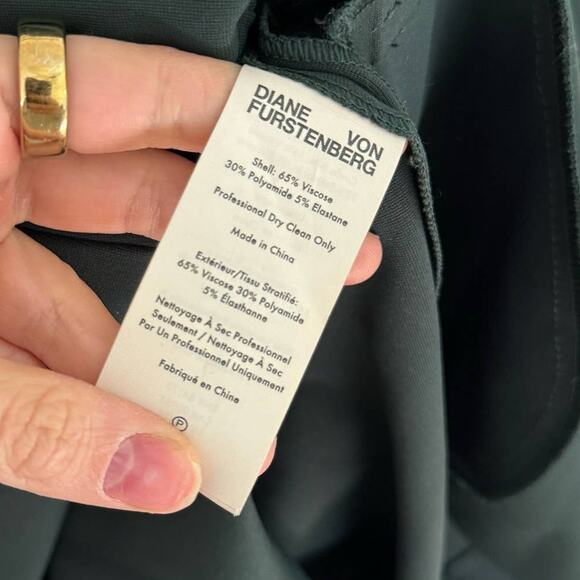 DIANE VON
FURSTENBERG
Shell: 65% Viscose
30% Polyamide 5% Elastane
Professional Dry Clean Only
Made in China
Extérieur/Tissu Stratifié:
65% Viscose 30% Polyamide
5% Élasthanne
Nettoyage À Sec Professionnel
Seulement / Nettoyage À Sec
Par Un Professionnel Uniquement
Fabriqué en Chine
P